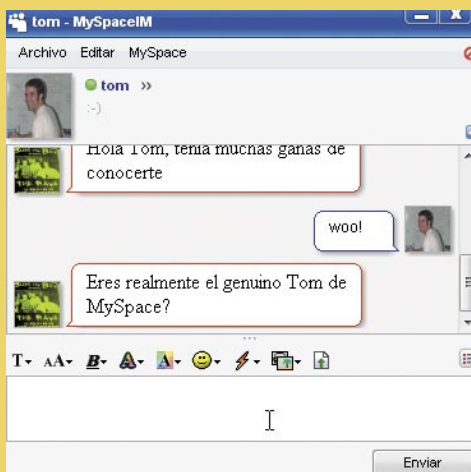 tom - MySpaceIM
Archivo Editar MySpace
tom »
:-)
Hola Tom, tenía muchas ganas de
conocerte
woo!
Eres realmente el genuino Tom de
MySpace?
T AA B A A
Enviar